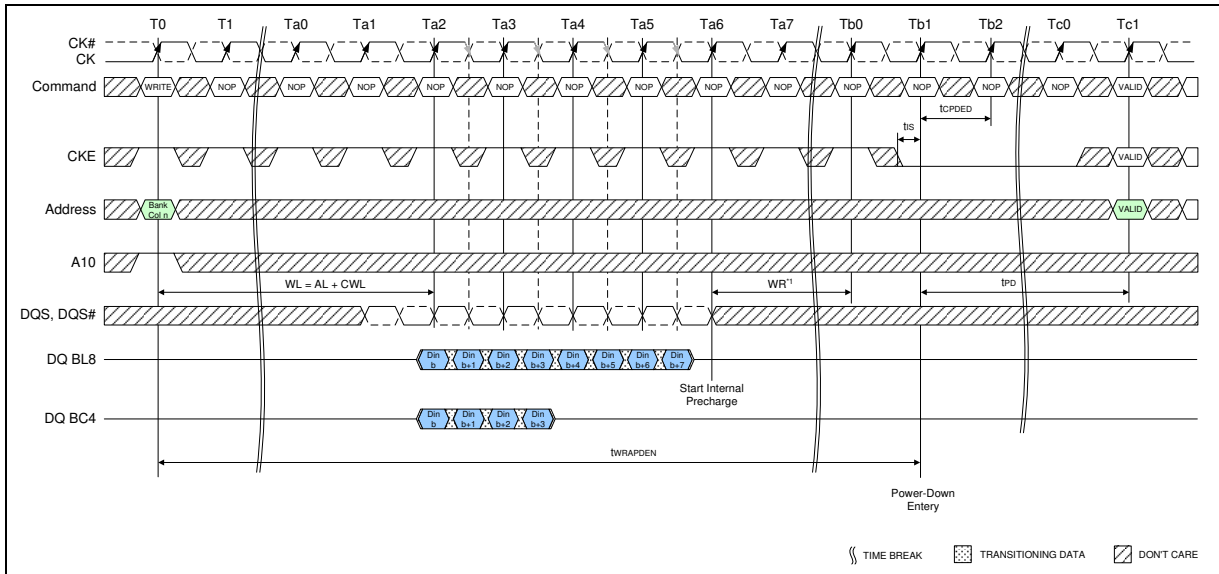 T0 T1 Ta0 Ta1 Ta2 Ta3 Ta4 Ta5 Ta6 Ta7 Tb0 Tb1 Tb2 Tc0 Tc1
CK#
CK
Command WRITE NOP NOP NOP NOP NOP NOP NOP NOP NOP NOP NOP NOP NOP VALID
tCPDED
tIS
CKE VALID
Address Bank Col n VALID
A10
WL = AL + CWL WR*1 tPD
DQS, DQS#
DQ BL8 Din b Din b+1 Din b+2 Din b+3 Din b+4 Din b+5 Din b+6 Din b+7
Start Internal
Precharge
DQ BC4 Din b Din b+1 Din b+2 Din b+3
tWRAPDEN
Power-Down
Entery
TIME BREAK TRANSITIONING DATA DON'T CARE